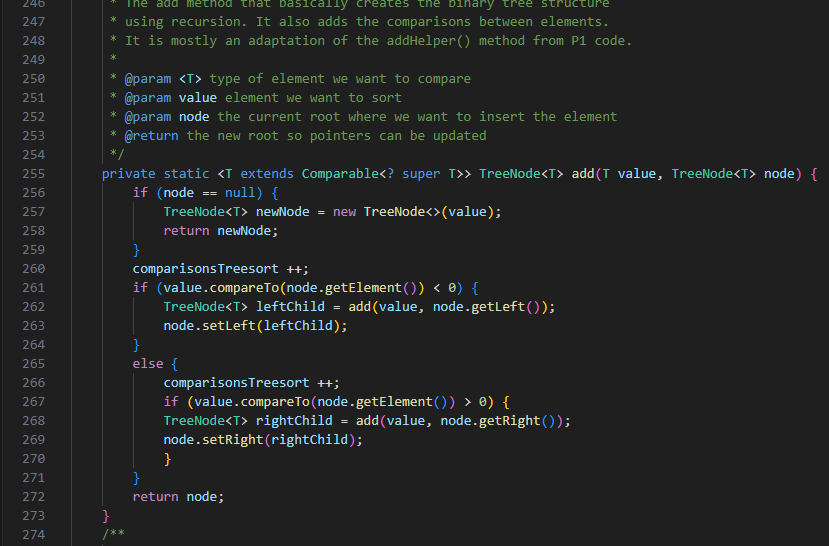 246 * The add method that basically creates the binary tree structure
247 * using recursion. It also adds the comparisons between elements.
248 * It is mostly an adaptation of the addHelper() method from P1 code.
249 *
250 * @param <T> type of element we want to compare
251 * @param value element we want to sort
252 * @param node the current root where we want to insert the element
253 * @return the new root so pointers can be updated
254 */
255 private static <T extends Comparable<? super T>> TreeNode<T> add(T value, TreeNode<T> node) {
256 if (node == null) {
257 TreeNode<T> newNode = new TreeNode<>(value);
258 return newNode;
259 }
260 comparisonsTreesort ++;
261 if (value.compareTo(node.getElement()) < 0) {
262 TreeNode<T> leftChild = add(value, node.getLeft());
263 node.setLeft(leftChild);
264 }
265 else {
266 comparisonsTreesort ++;
267 if (value.compareTo(node.getElement()) > 0) {
268 TreeNode<T> rightChild = add(value, node.getRight());
269 node.setRight(rightChild);
270 }
271 }
272 return node;
273 }
274 /**